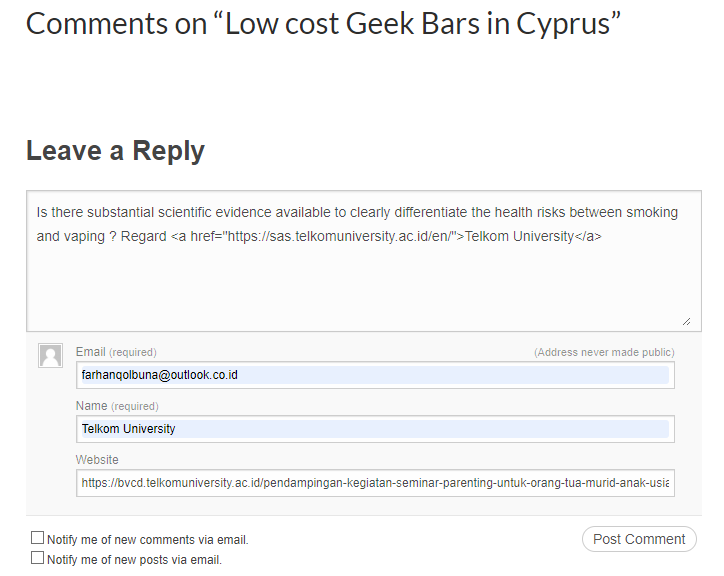 Comments on “Low cost Geek Bars in Cyprus”
Leave a Reply
Is there substantial scientific evidence available to clearly differentiate the health risks between smoking
and vaping ? Regard <a href="https://sas.telkomuniversity.ac.id/en/">Telkom University</a>
Email (required) (Address never made public)
farhanqolbuna@outlook.co.id
Name (required)
Telkom University
Website
https://bvcd.telkomuniversity.ac.id/pendampingan-kegiatan-seminar-parenting-untuk-orang-tua-murid-anak-usia
Notify me of new comments via email.
Post Comment
Notify me of new posts via email.